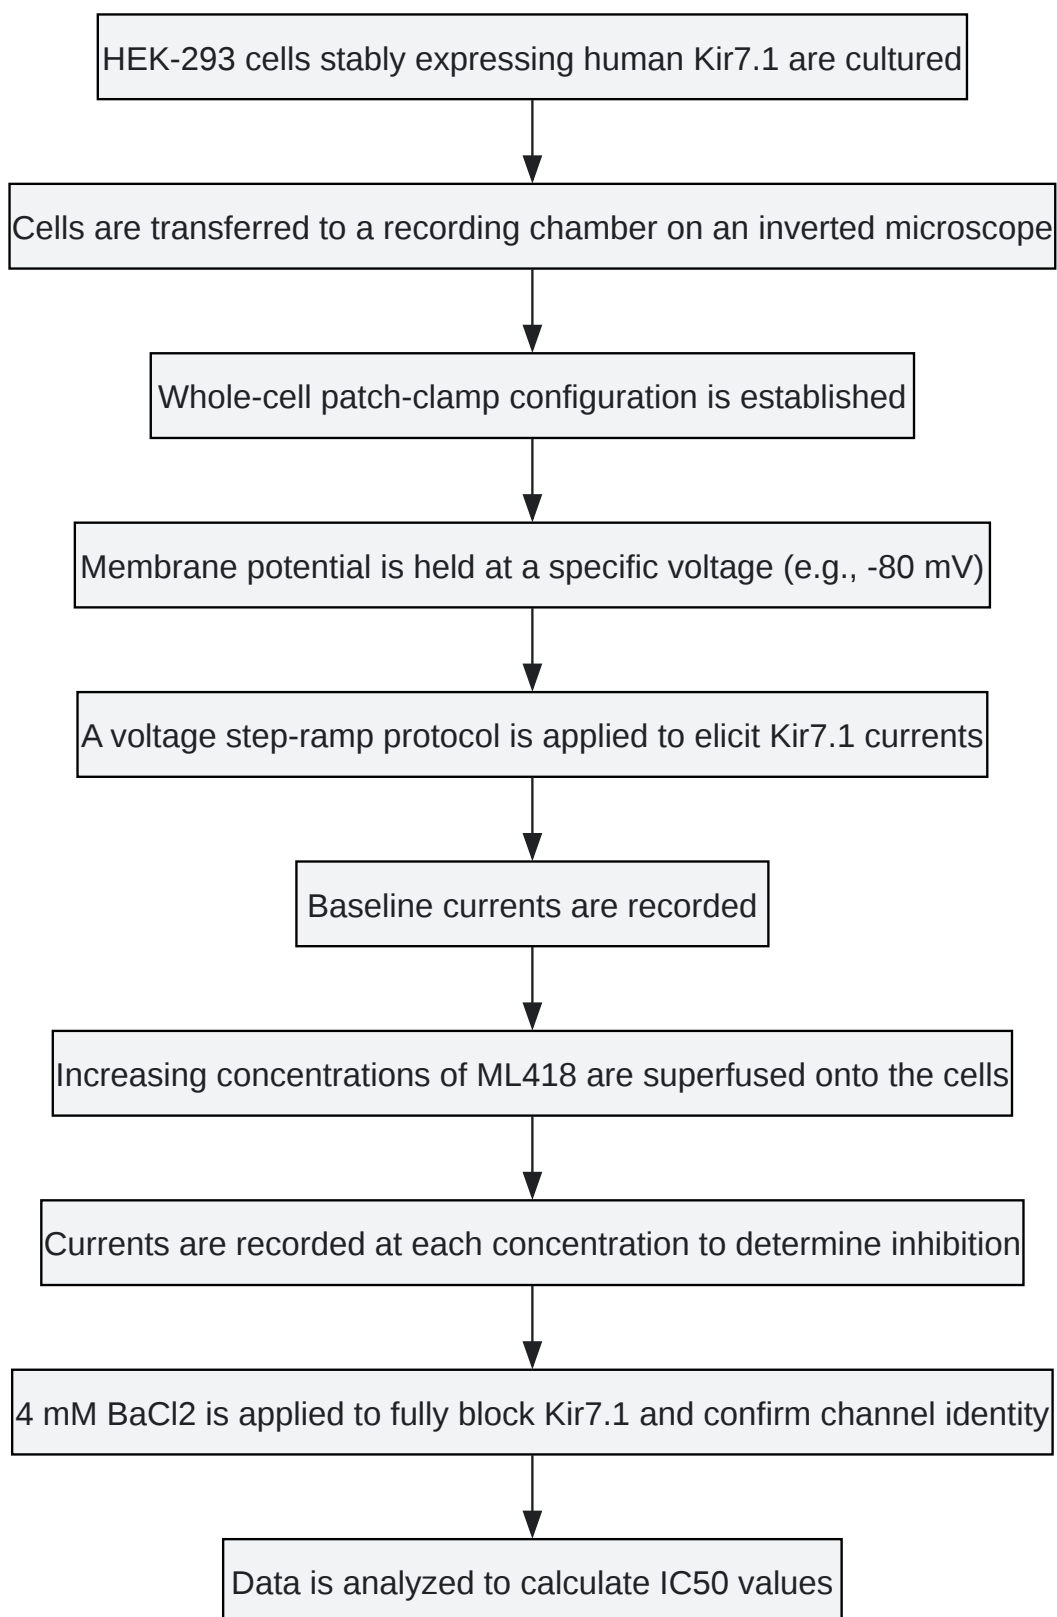 HEK-293 cells stably expressing human Kir7.1 are cultured
Cells are transferred to a recording chamber on an inverted microscope
Whole-cell patch-clamp configuration is established
Membrane potential is held at a specific voltage (e.g., -80 mV)
A voltage step-ramp protocol is applied to elicit Kir7.1 currents
Baseline currents are recorded
Increasing concentrations of ML418 are superfused onto the cells
Currents are recorded at each concentration to determine inhibition
4 mM BaCl2 is applied to fully block Kir7.1 and confirm channel identity
Data is analyzed to calculate IC50 values